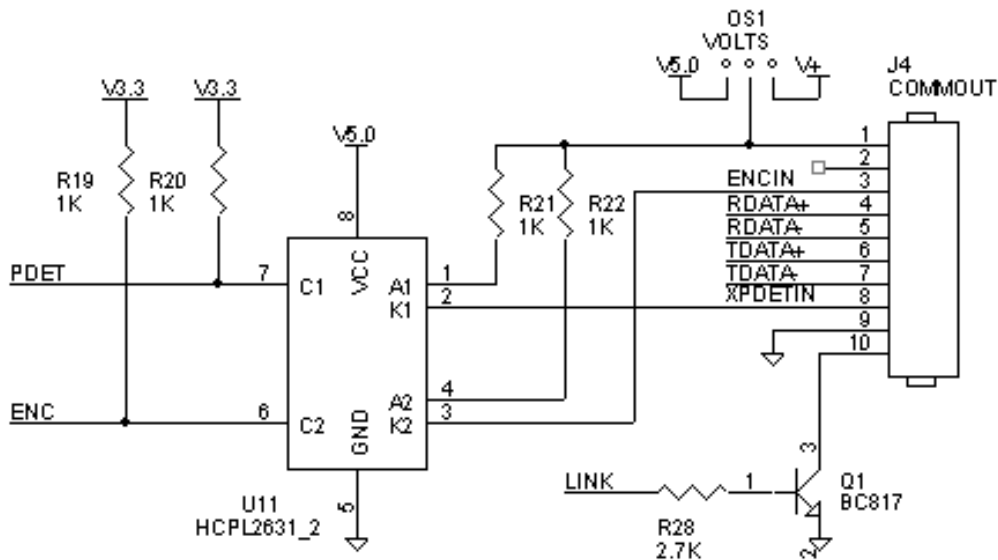 OS1
VOLTS
V5.0
V+
J4
COMMOUT
V3.3
V3.3
V5.0
R19
1K
R20
1K
R21
1K
R22
1K
8
VCC
PDET
7
C1
A1
1
K1
2
ENC
6
C2
A2
4
K2
3
GND
5
U11
HCPL2631_2
ENCIN
RDATA+
RDATA-
TDATA+
TDATA-
XPDETIN
1
2
3
4
5
6
7
8
9
10
LINK
R28
2.7K
1
3
2
Q1
BC817